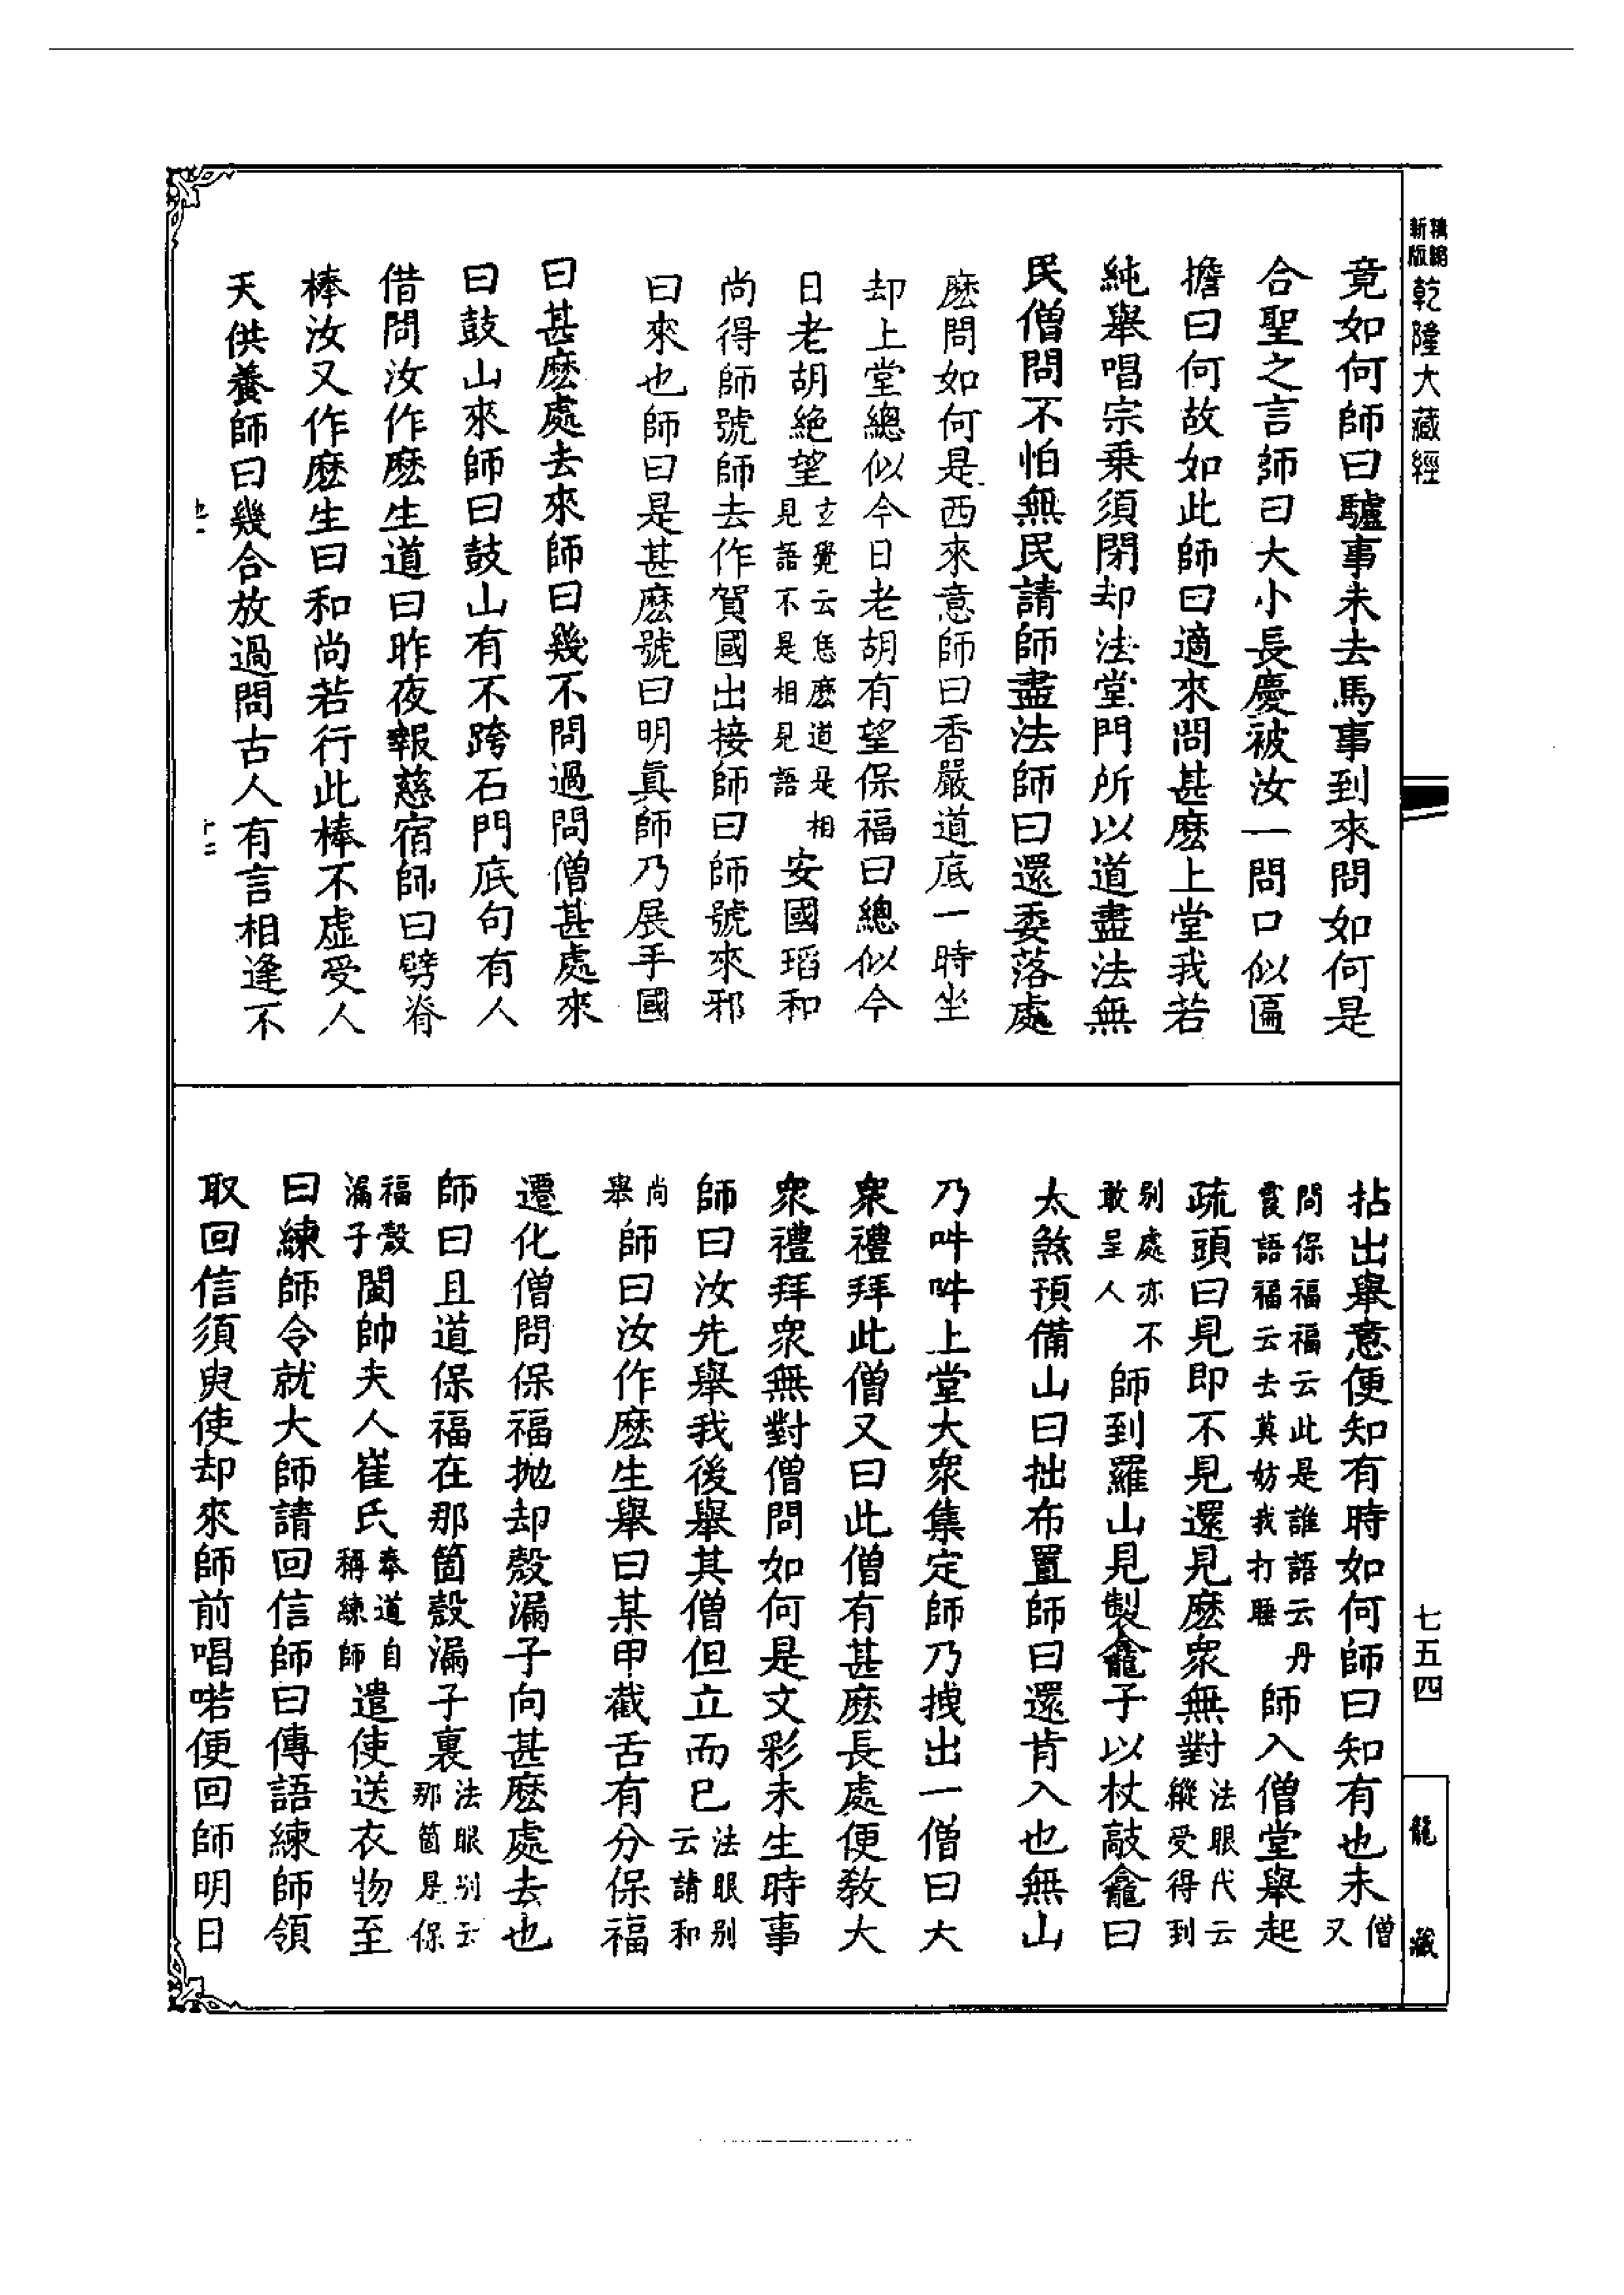 新版精編乾隆大藏經
竟如何師曰驢事未去馬事到來問如何是
合聖之言師曰大小長慶被汝一問口似匾
擔曰何故如此師曰適來問甚麽上堂我若
純舉唱宗乘須閉却法堂門所以道盡法無
民僧問不怕無民請師盡法師曰還委落處
麽問如何是西來意師曰香嚴道底一時坐
却上堂總似今日老胡有望保福曰總似今
日老胡絶望玄覺云恁麽道是相見語不是相見語安國瑫和
尚得師號師去作賀國出接師曰師號來邪
曰來也師曰是甚麽號曰明眞師乃展手國
曰甚麽處去來師曰幾不問過問僧甚處來
曰鼓山來師曰鼓山有不跨石門底句有人
借問汝作麽生道曰昨夜報慈宿師曰劈脊
棒汝又作麽生曰和尚若行此棒不虛受人
天供養師曰幾合放過問古人有言相逢不
拈出舉意便知有時如何師曰知有也未僧又
問保福福云此是誰語云丹霞語福云去莫妨我打睡師入僧堂舉起
疏頭曰見即不見還見麽衆無對法眼代云縱受得到
别處亦不敢呈人師到羅山見製龕子以杖敲龕曰
太煞預備山曰拙布置師曰還肯入也無山
乃吽吽上堂大衆集定師乃拽出一僧曰大
衆禮拜此僧又曰此僧有甚麽長處便敎大
衆禮拜衆無對僧問如何是文彩未生時事
師曰汝先舉我後舉其僧但立而已法眼别云請和
尚舉師曰汝作麽生舉曰某甲截舌有分保福
遷化僧問保福抛却殻漏子向甚麽處去也
師曰且道保福在那箇殻漏子裏法眼别云那箇是保
福殻漏子閩帥夫人崔氏奉道自稱練師遣使送衣物至
曰練師令就大師請回信師曰傳語練師領
取回信須臾使却來師前唱喏便回師明日
七五四
龍藏